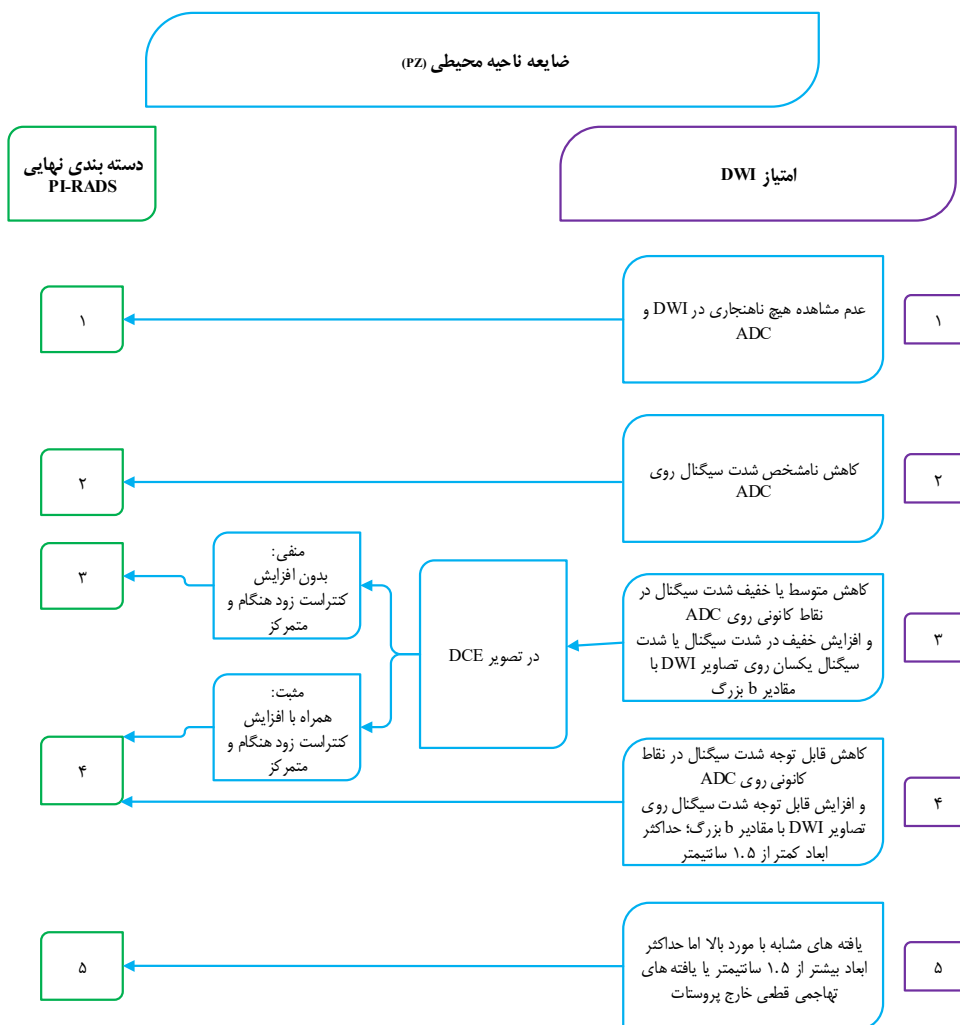 ضایعه ناحیه محیطی (PZ)
امتیاز DWI
دسته بندی نهایی
PI-RADS
۱
عدم مشاهده هیچ ناهنجاری در DWI و
ADC
۱
۲
کاهش نامشخص شدت سیگنال روی
ADC
۲
۳
کاهش متوسط یا خفیف شدت سیگنال در
نقاط کانونی روی ADC
و افزایش خفیف در شدت سیگنال یا شدت
سیگنال یکسان روی تصاویر DWI با
مقادیر b بزرگ
در تصویر DCE
منفی:
بدون افزایش
کنتراست زود هنگام و
متمرکز
۳
مثبت:
همراه با افزایش
کنتراست زود هنگام و
متمرکز
۴
۴
کاهش قابل توجه شدت سیگنال در نقاط
کانونی روی ADC
و افزایش قابل توجه شدت سیگنال روی
تصاویر DWI با مقادیر b بزرگ؛ حداکثر
ابعاد کمتر از ۱.۵ سانتیمتر
۵
یافته های مشابه با مورد بالا اما حداکثر
ابعاد بیشتر از ۱.۵ سانتیمتر یا یافته های
تهاجمی قطعی خارج پروستات
۵